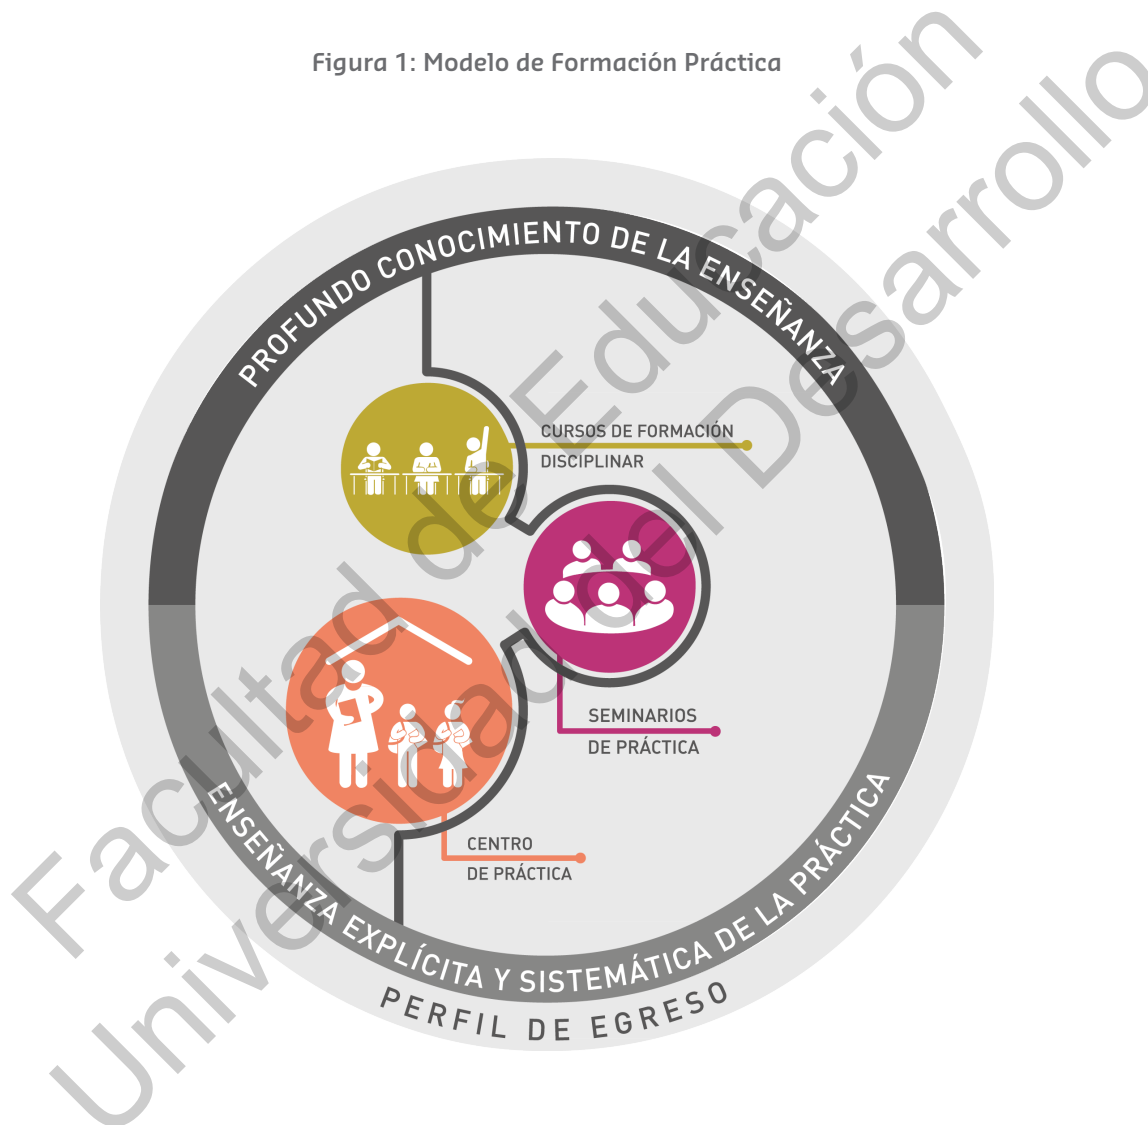 Figura 1: Modelo de Formación Práctica
PROFUNDO CONOCIMIENTO DE LA ENSEÑANZA
CURSOS DE FORMACIÓN
DISCIPLINAR
SEMINARIOS
DE PRÁCTICA
CENTRO
DE PRÁCTICA
ENSEÑANZA EXPLÍCITA Y SISTEMÁTICA DE LA PRÁCTICA
PERFIL DE EGRESO
Facultad de Educación
Universidad del Desarrollo